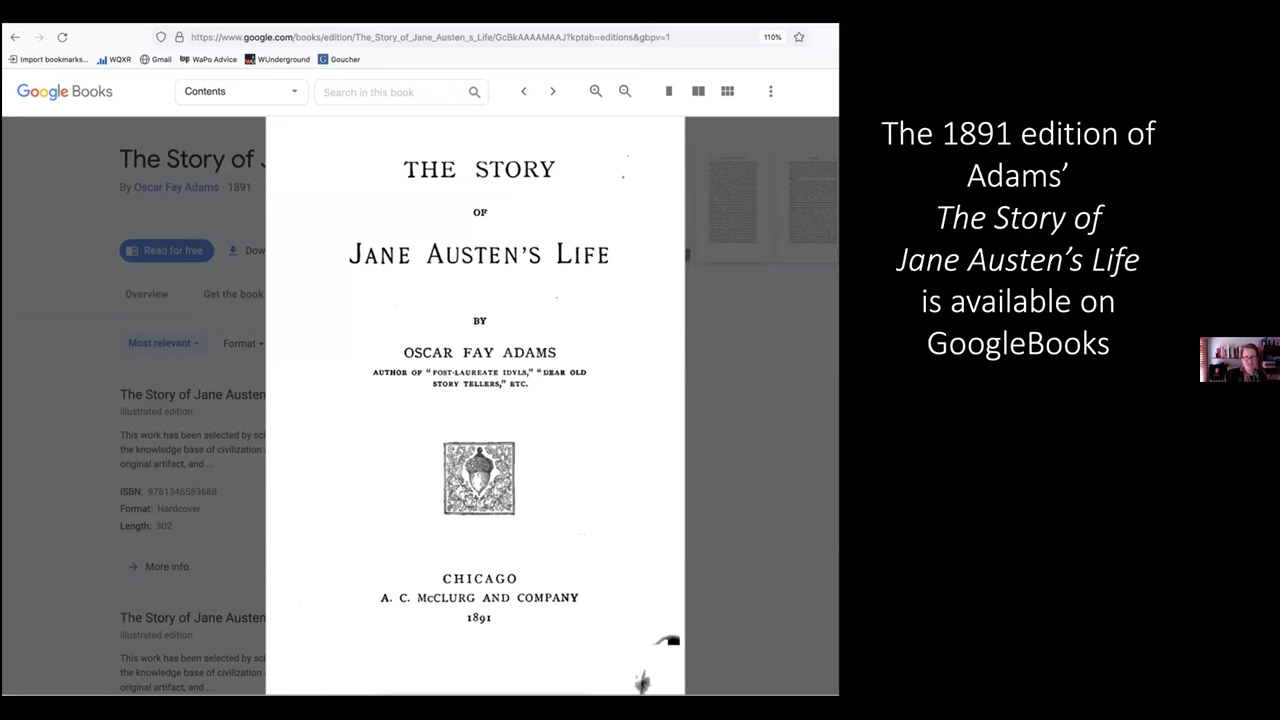 https://www.google.com/books/edition/The_Story_of_Jane_Austen_s_Life/GcBkAAAAMAAJ?kptab=editions&gbpv=1
110%
Import bookmarks...
WQXR
Gmail
WaPo Advice
WUnderground
Goucher
Google Books
Contents
Search in this book
The Story of J
By Oscar Fay Adams · 1891
Read for free
Dow
Overview
Get the book
Most relevant
Format
The Story of Jane Austen
illustrated edition
This work has been selected by scl
the knowledge base of civilization
original artifact, and ...
ISBN: 9781346589688
Format: Hardcover
Length: 302
More info
The Story of Jane Austen
illustrated edition
This work has been selected by scl
the knowledge base of civilization
original artifact, and ...
THE STORY
OF
JANE AUSTEN'S LIFE
BY
OSCAR FAY ADAMS
AUTHOR OF "POST-LAUREATE IDYLS," "DEAR OLD
STORY TELLERS," ETC.
CHICAGO
A. C. McCLURG AND COMPANY
1891
The 1891 edition of
Adams'
The Story of
Jane Austen's Life
is available on
GoogleBooks